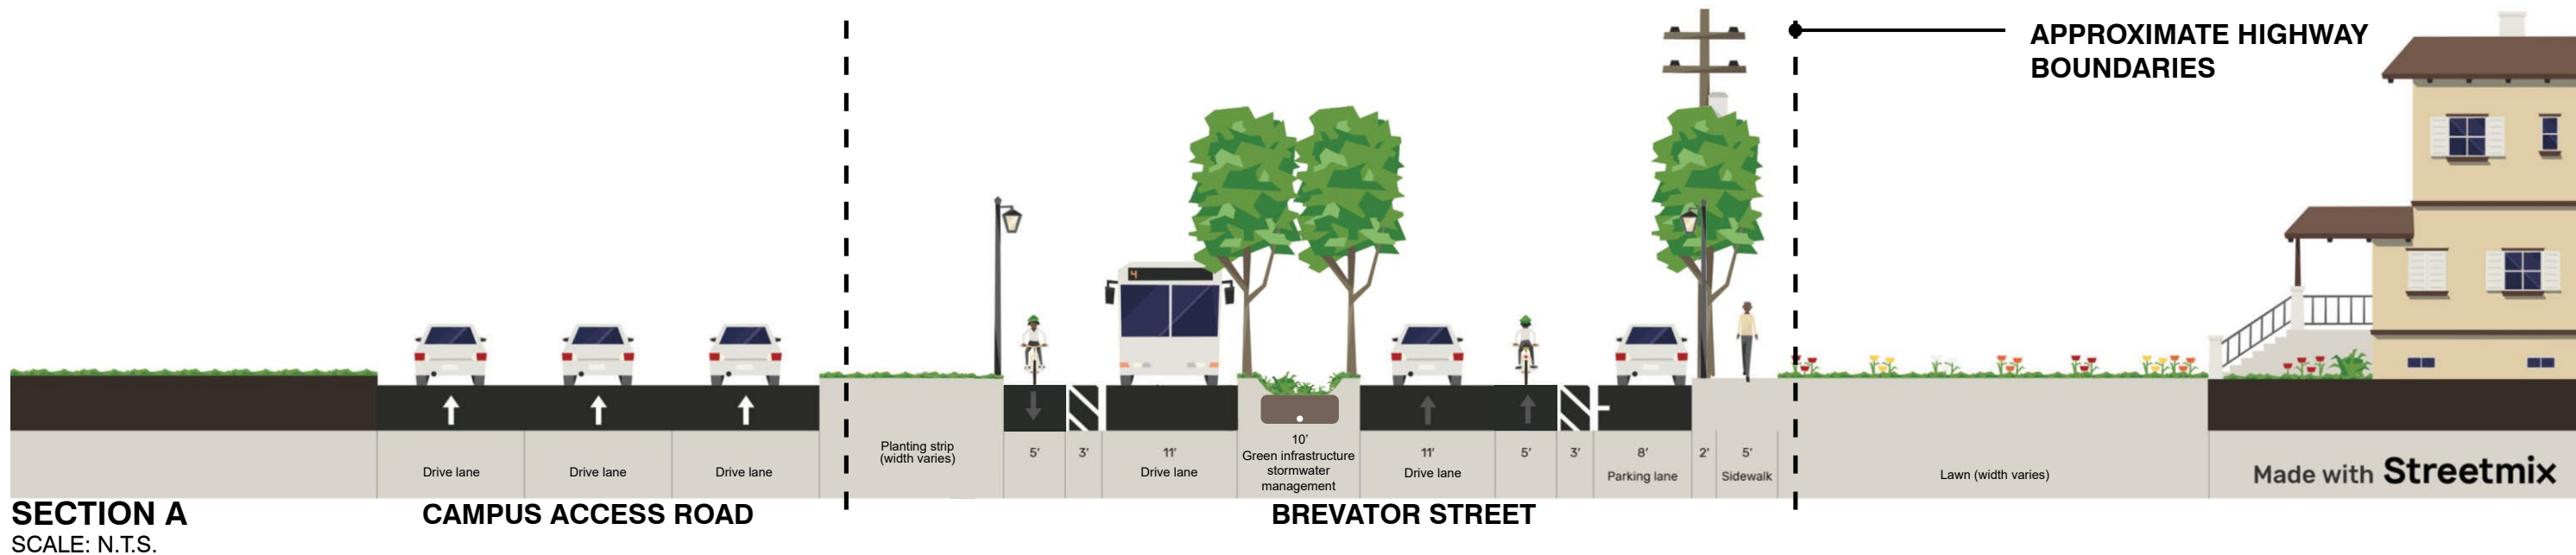 APPROXIMATE HIGHWAY
BOUNDARIES
4
Planting strip
(width varies)
5'
3'
11'
10'
Green infrastructure
stormwater
management
11'
5'
3'
8'
2'
5'
Drive lane
Drive lane
Drive lane
Drive lane
Drive lane
Parking lane
Sidewalk
Lawn (width varies)
Made with Streetmix
SECTION A
CAMPUS ACCESS ROAD
BREVATOR STREET
SCALE: N.T.S.